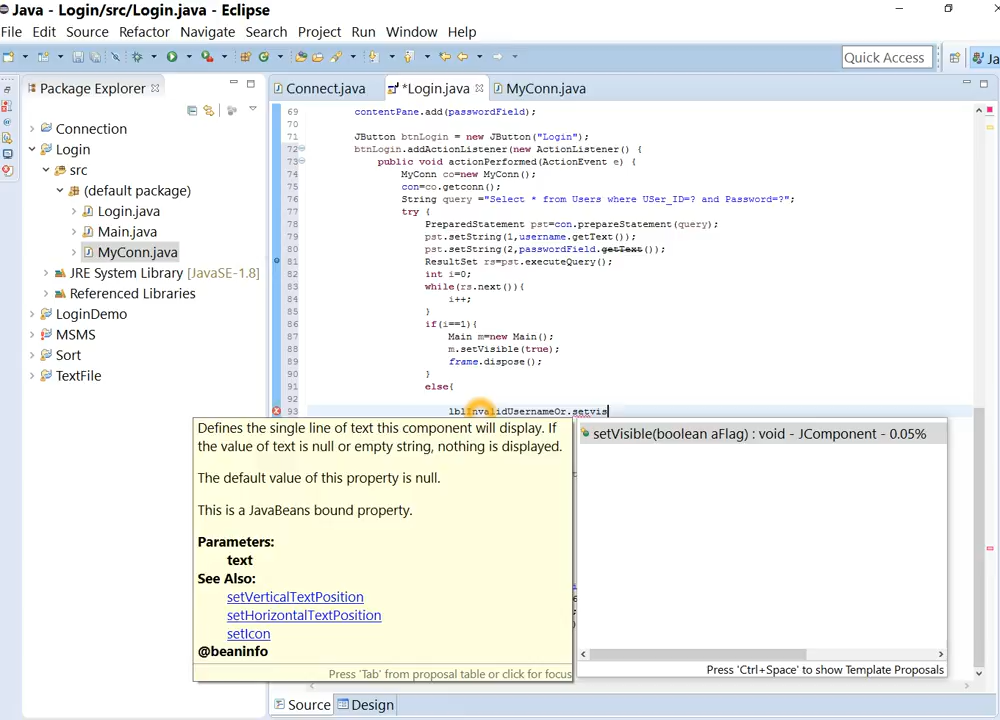 Java - Login/src/Login.java - Eclipse
File Edit Source Refactor Navigate Search Project Run Window Help
Quick Access
Ja
Package Explorer
Connect.java
*Login.java
MyConn.java
Connection
Login
src
(default package)
Login.java
Main.java
MyConn.java
JRE System Library [JavaSE-1.8]
Referenced Libraries
LoginDemo
MSMS
Sort
TextFile
69 contentPane.add(passwordField);
70
71 JButton btnLogin = new JButton("Login");
72 btnLogin.addActionListener(new ActionListener() {
73 public void actionPerformed(ActionEvent e) {
74 MyConn co=new MyConn();
75 con=co.getconn();
76 String query ="Select * from Users where USer_ID=? and Password=?";
77 try {
78 PreparedStatement pst=con.prepareStatement(query);
79 pst.setString(1,username.getText());
80 pst.setString(2,passwordField.getText());
81 ResultSet rs=pst.executeQuery();
82 int i=0;
83 while(rs.next()){
84 i++;
85 }
86 if(i==1){
87 Main m=new Main();
88 m.setVisible(true);
89 frame.dispose();
90 }
91 else{
92
93 lblInvalidUsernameOr.setvis
Defines the single line of text this component will display. If
the value of text is null or empty string, nothing is displayed.
The default value of this property is null.
This is a JavaBeans bound property.
Parameters:
text
See Also:
setVerticalTextPosition
setHorizontalTextPosition
setIcon
@beaninfo
Press 'Tab' from proposal table or click for focus
setVisible(boolean aFlag) : void - JComponent - 0.05%
Press 'Ctrl+Space' to show Template Proposals
Source
Design